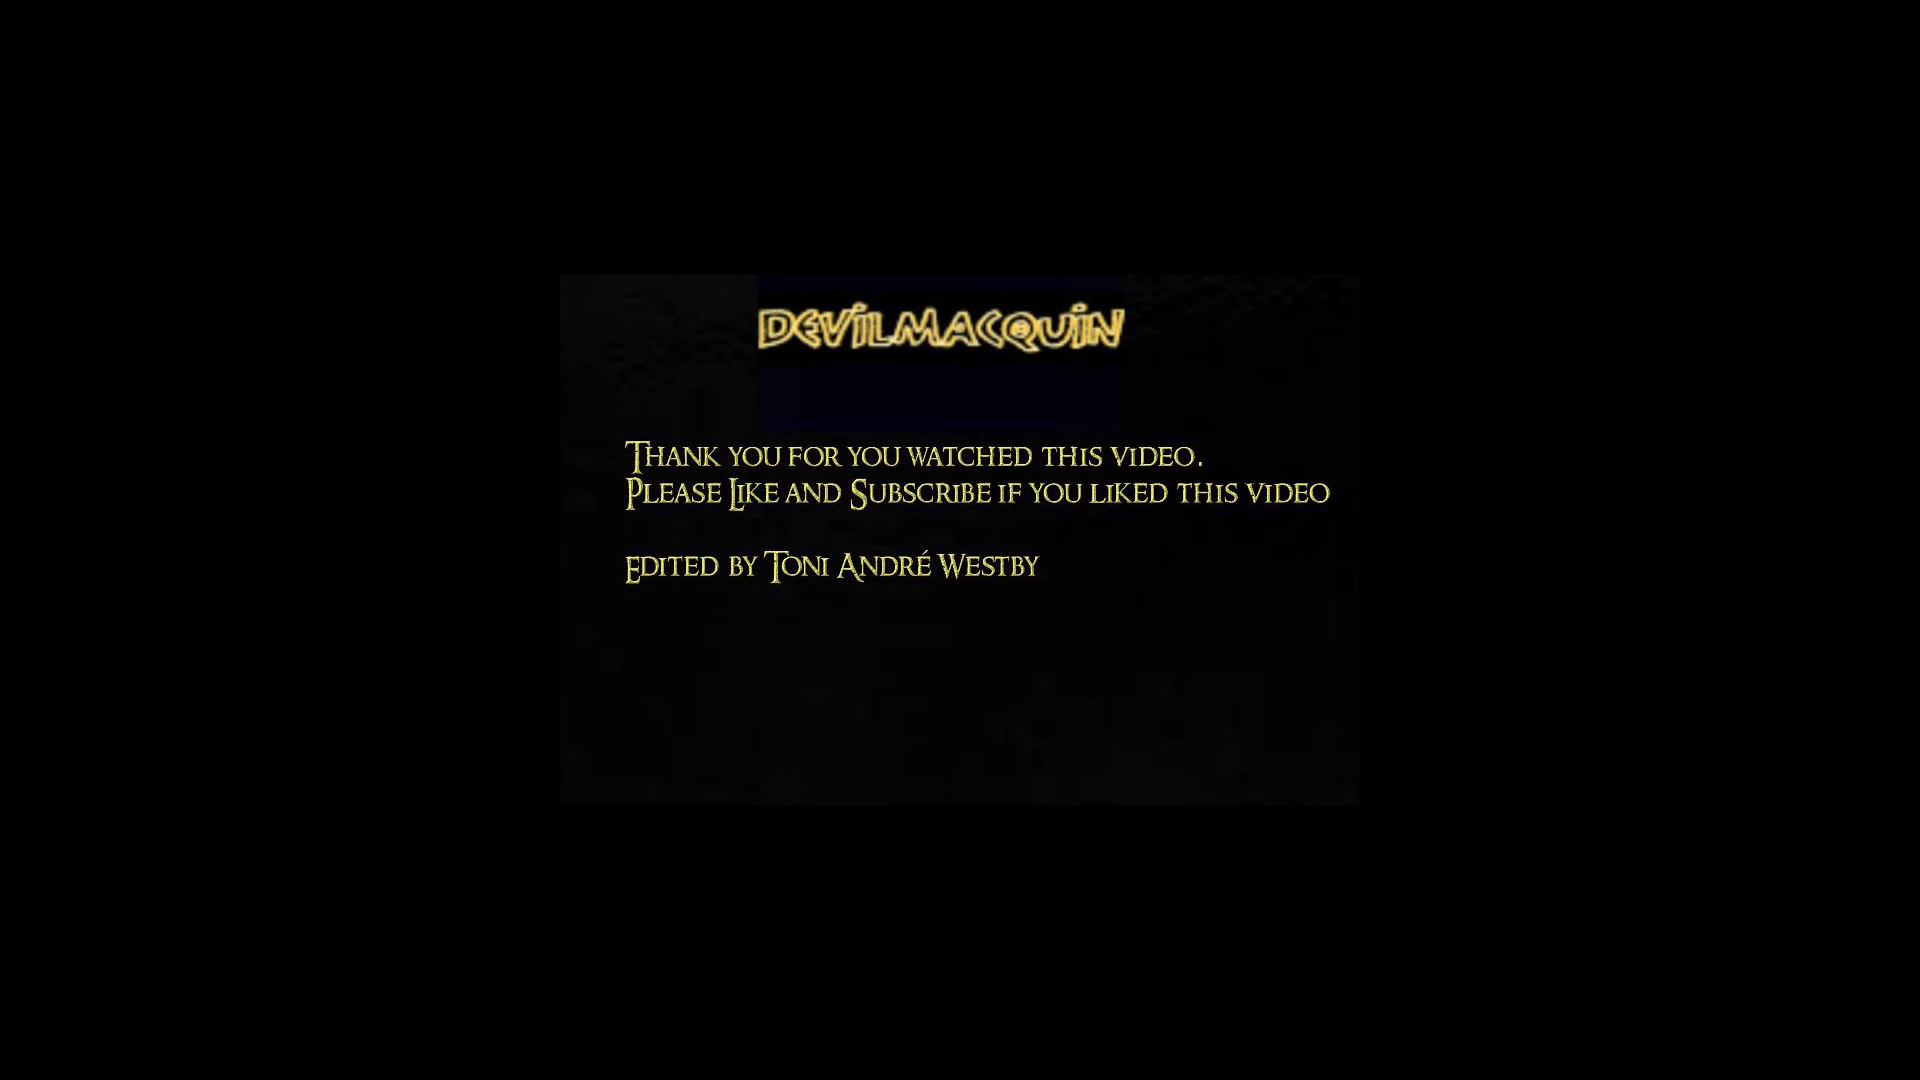 DEVILMACQUIN
Thank you for you watched this video.
Please Like and Subscribe if you liked this video
Edited by Toni André Westby